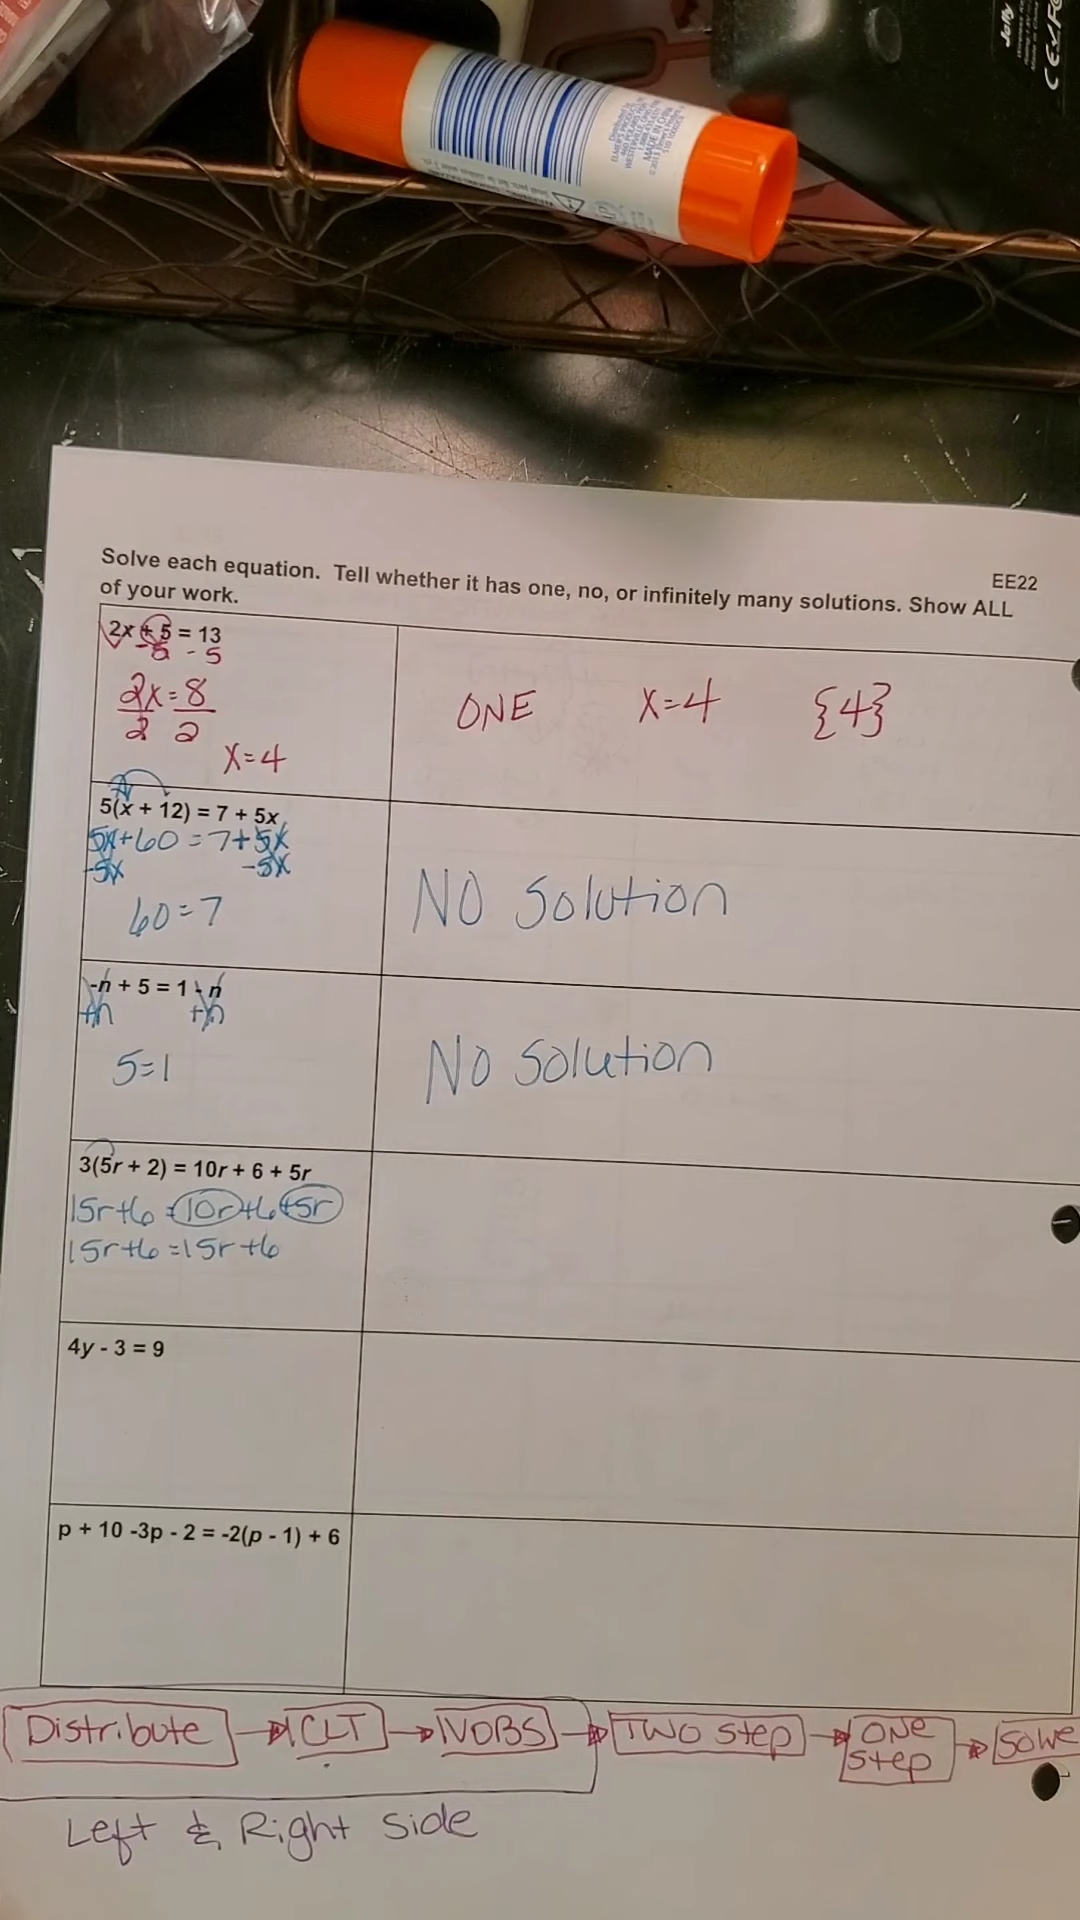 Jelly
MADE IN CHINA
EE22
Solve each equation. Tell whether it has one, no, or infinitely many solutions. Show ALL
of your work.
2x + 5 = 13
-5 -5
2x = 8
2 2
x=4
ONE x=4 {4}
5(x + 12) = 7 + 5x
5x+60 = 7+5x
-5x -5x
60=7
NO Solution
-n + 5 = 1 - n
+n +n
5=1
NO Solution
3(5r + 2) = 10r + 6 + 5r
15r+6 = 10r+6+5r
15r+6 = 15r+6
4y - 3 = 9
p + 10 -3p - 2 = -2(p - 1) + 6
Distribute CLT VOBS TWO Step ONE Step Solve
Left & Right Side